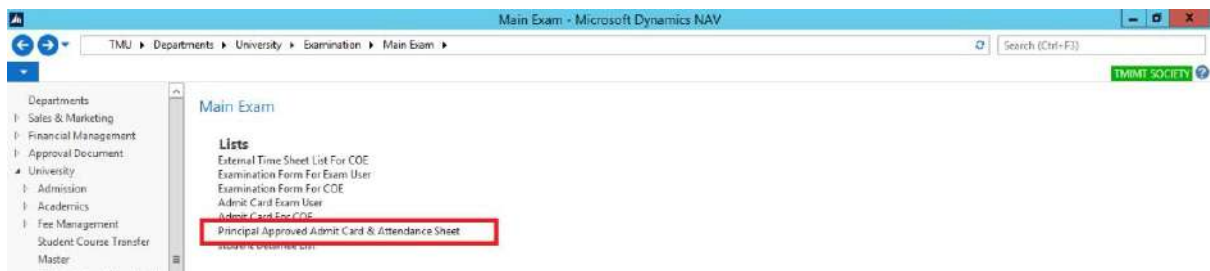 Main Exam - Microsoft Dynamics NAV
TMU Departments University Examination Main Exam
Search (Ctrl+F3)
TMIMT SOCIETY
Departments
Sales & Marketing
Financial Management
Approval Document
University
Admission
Academics
Fee Management
Student Course Transfer
Master
Main Exam
Lists
External Time Sheet List For COE
Examination Form For Exam User
Examination Form For COE
Admit Card Exam User
Admit Card For COE
Principal Approved Admit Card & Attendance Sheet